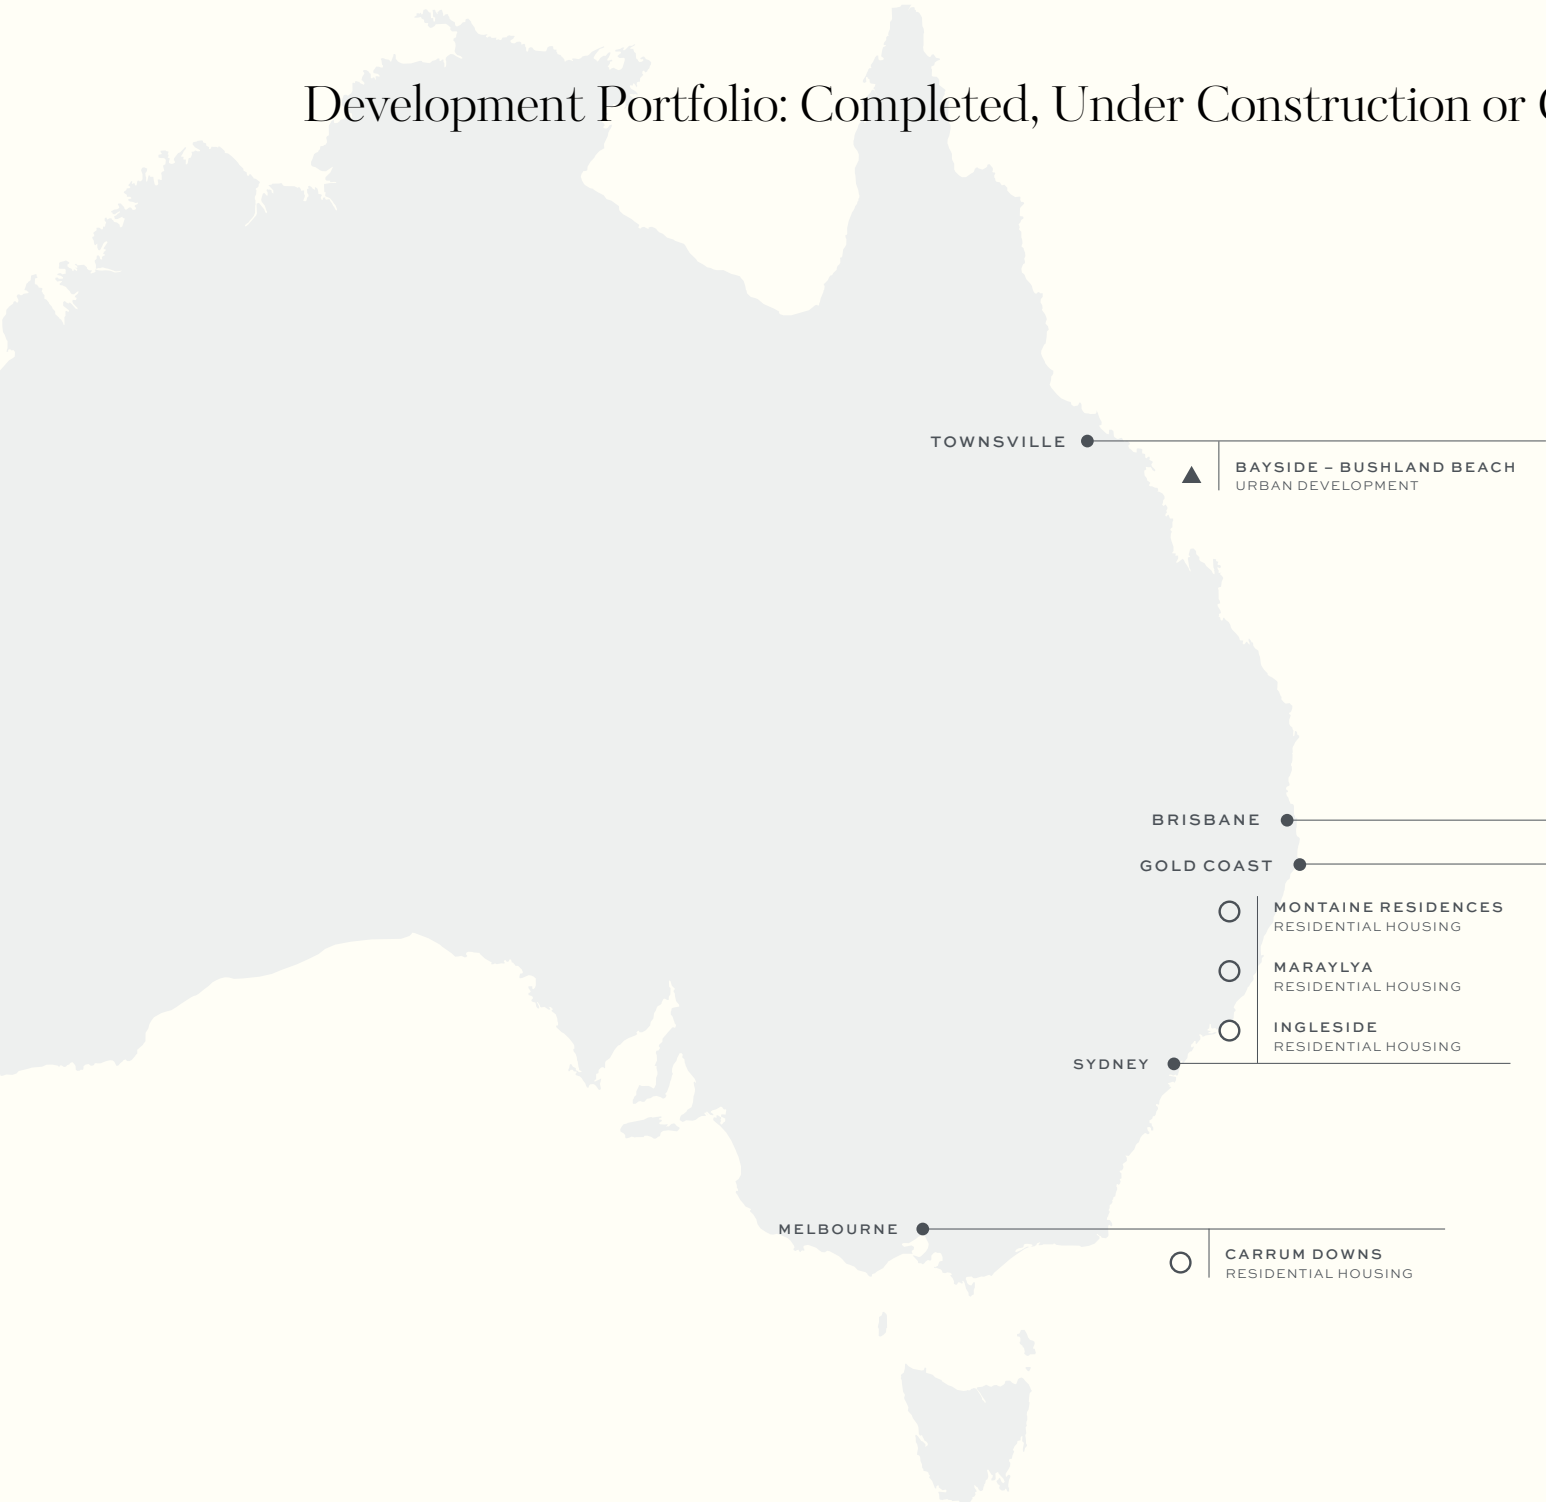 Development Portfolio: Completed, Under Construction or
TOWNSVILLE
BAYSIDE – BUSHLAND BEACH
URBAN DEVELOPMENT
BRISBANE
GOLD COAST
MONTAINE RESIDENCES
RESIDENTIAL HOUSING
MARAYLYA
RESIDENTIAL HOUSING
INGLESIDE
RESIDENTIAL HOUSING
SYDNEY
MELBOURNE
CARRUM DOWNS
RESIDENTIAL HOUSING